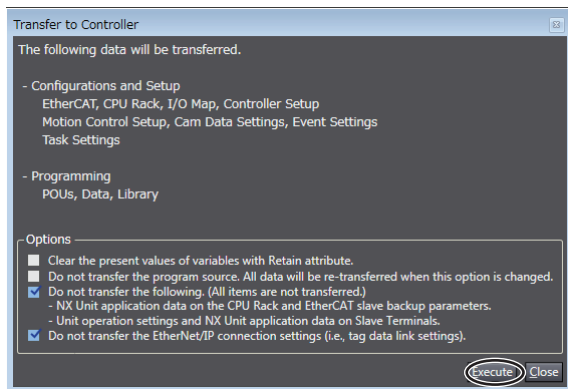 Transfer to Controller
The following data will be transferred.
- Configurations and Setup
EtherCAT, CPU Rack, I/O Map, Controller Setup
Motion Control Setup, Cam Data Settings, Event Settings
Task Settings
- Programming
POUs, Data, Library
Options
Clear the present values of variables with Retain attribute.
Do not transfer the program source. All data will be re-transferred when this option is changed.
Do not transfer the following. (All items are not transferred.)
- NX Unit application data on the CPU Rack and EtherCAT slave backup parameters.
- Unit operation settings and NX Unit application data on Slave Terminals.
Do not transfer the EtherNet/IP connection settings (i.e., tag data link settings).
Execute Close